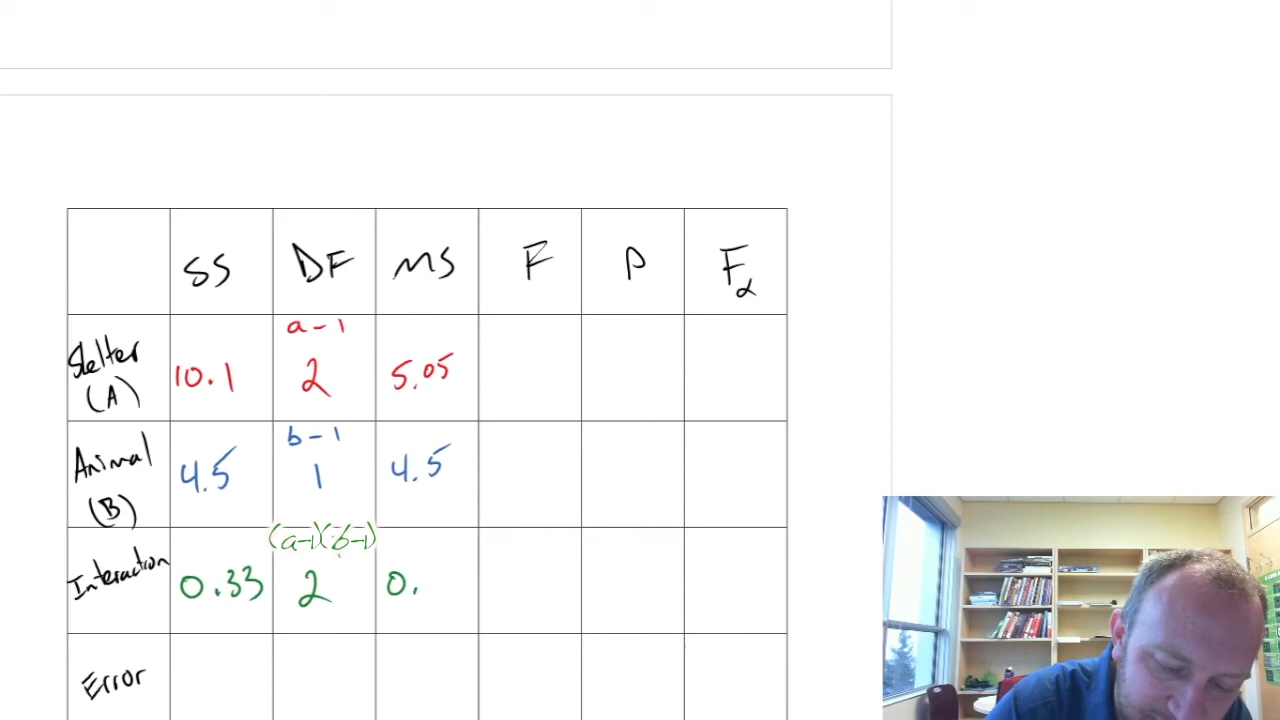 SS DF MS F P Fα
Shelter (A) 10.1 a-1 2 5.05
Animal (B) 4.5 b-1 1 4.5
Interaction 0.33 (a-1)(b-1) 2 0.
Error